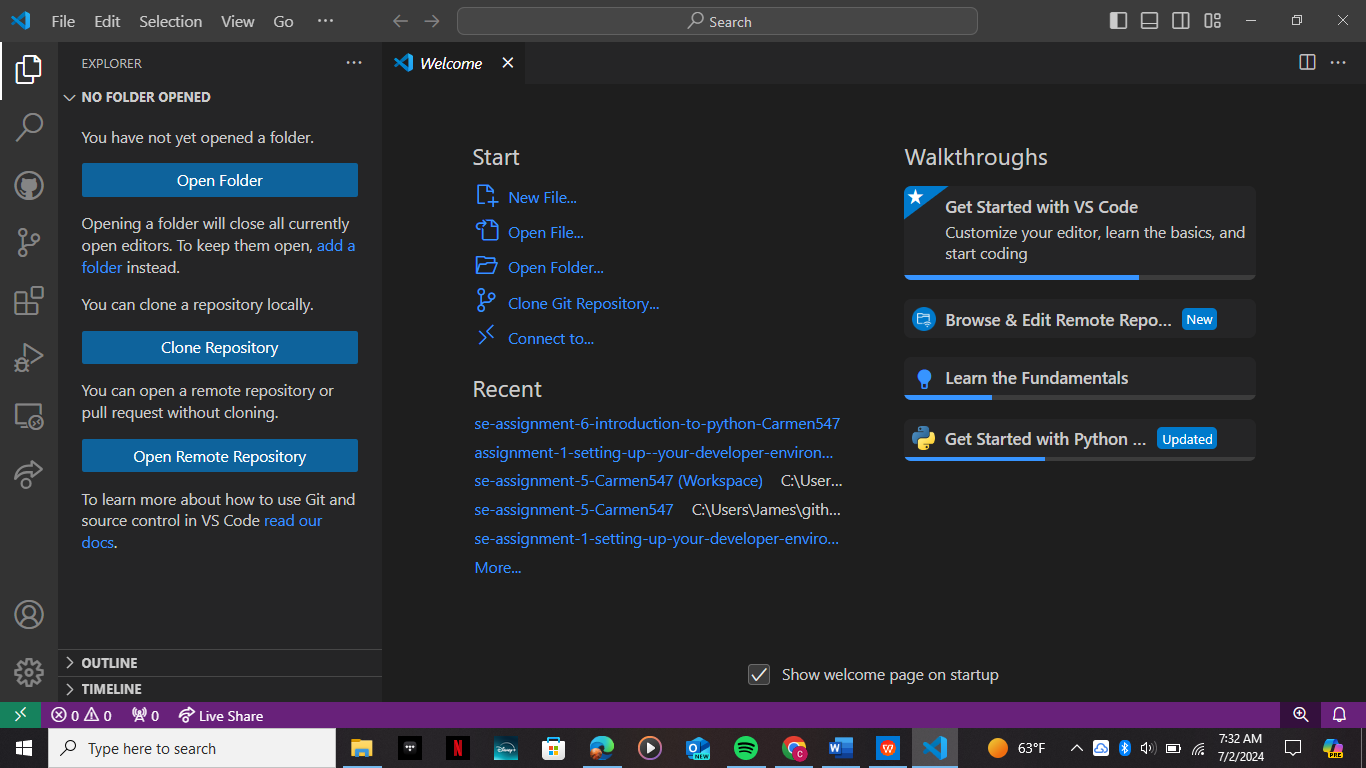 File Edit Selection View Go ···
Search
EXPLORER
Welcome
NO FOLDER OPENED
You have not yet opened a folder.
Open Folder
Opening a folder will close all currently
open editors. To keep them open, add a
folder instead.
You can clone a repository locally.
Clone Repository
You can open a remote repository or
pull request without cloning.
Open Remote Repository
To learn more about how to use Git and
source control in VS Code read our
docs.
OUTLINE
TIMELINE
Start
New File...
Open File...
Open Folder...
Clone Git Repository...
Connect to...
Recent
se-assignment-6-introduction-to-python-Carmen547
assignment-1-setting-up--your-developer-environ...
se-assignment-5-Carmen547 (Workspace) C:\User...
se-assignment-5-Carmen547 C:\Users\James\gith...
se-assignment-1-setting-up-your-developer-enviro...
More...
Walkthroughs
Get Started with VS Code
Customize your editor, learn the basics, and
start coding
Browse & Edit Remote Repo... New
Learn the Fundamentals
Get Started with Python ... Updated
Show welcome page on startup
0 0 0 Live Share
Type here to search
63°F
7:32 AM
7/2/2024